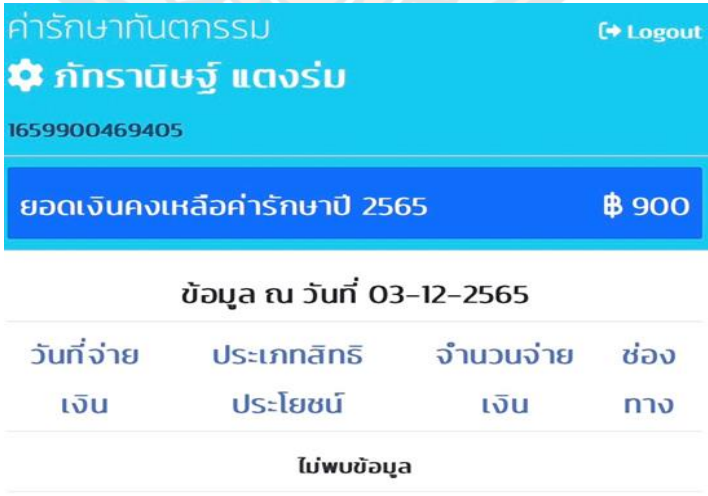 ค่ารักษาทันตกรรม
Logout
ภัทรานิษฐ์ แตงร่ม
1659900469405
ยอดเงินคงเหลือค่ารักษาปี 2565 ฿ 900
ข้อมูล ณ วันที่ 03-12-2565
วันที่จ่ายเงิน ประเภทสิทธิประโยชน์ จำนวนจ่ายเงิน ช่องทาง
ไม่พบข้อมูล